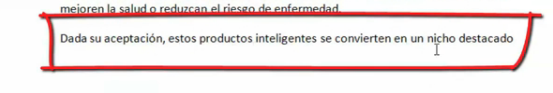 mejoren la salud o reduzcan el riesgo de enfermedad.
Dada su aceptación, estos productos inteligentes se convierten en un nicho destacado